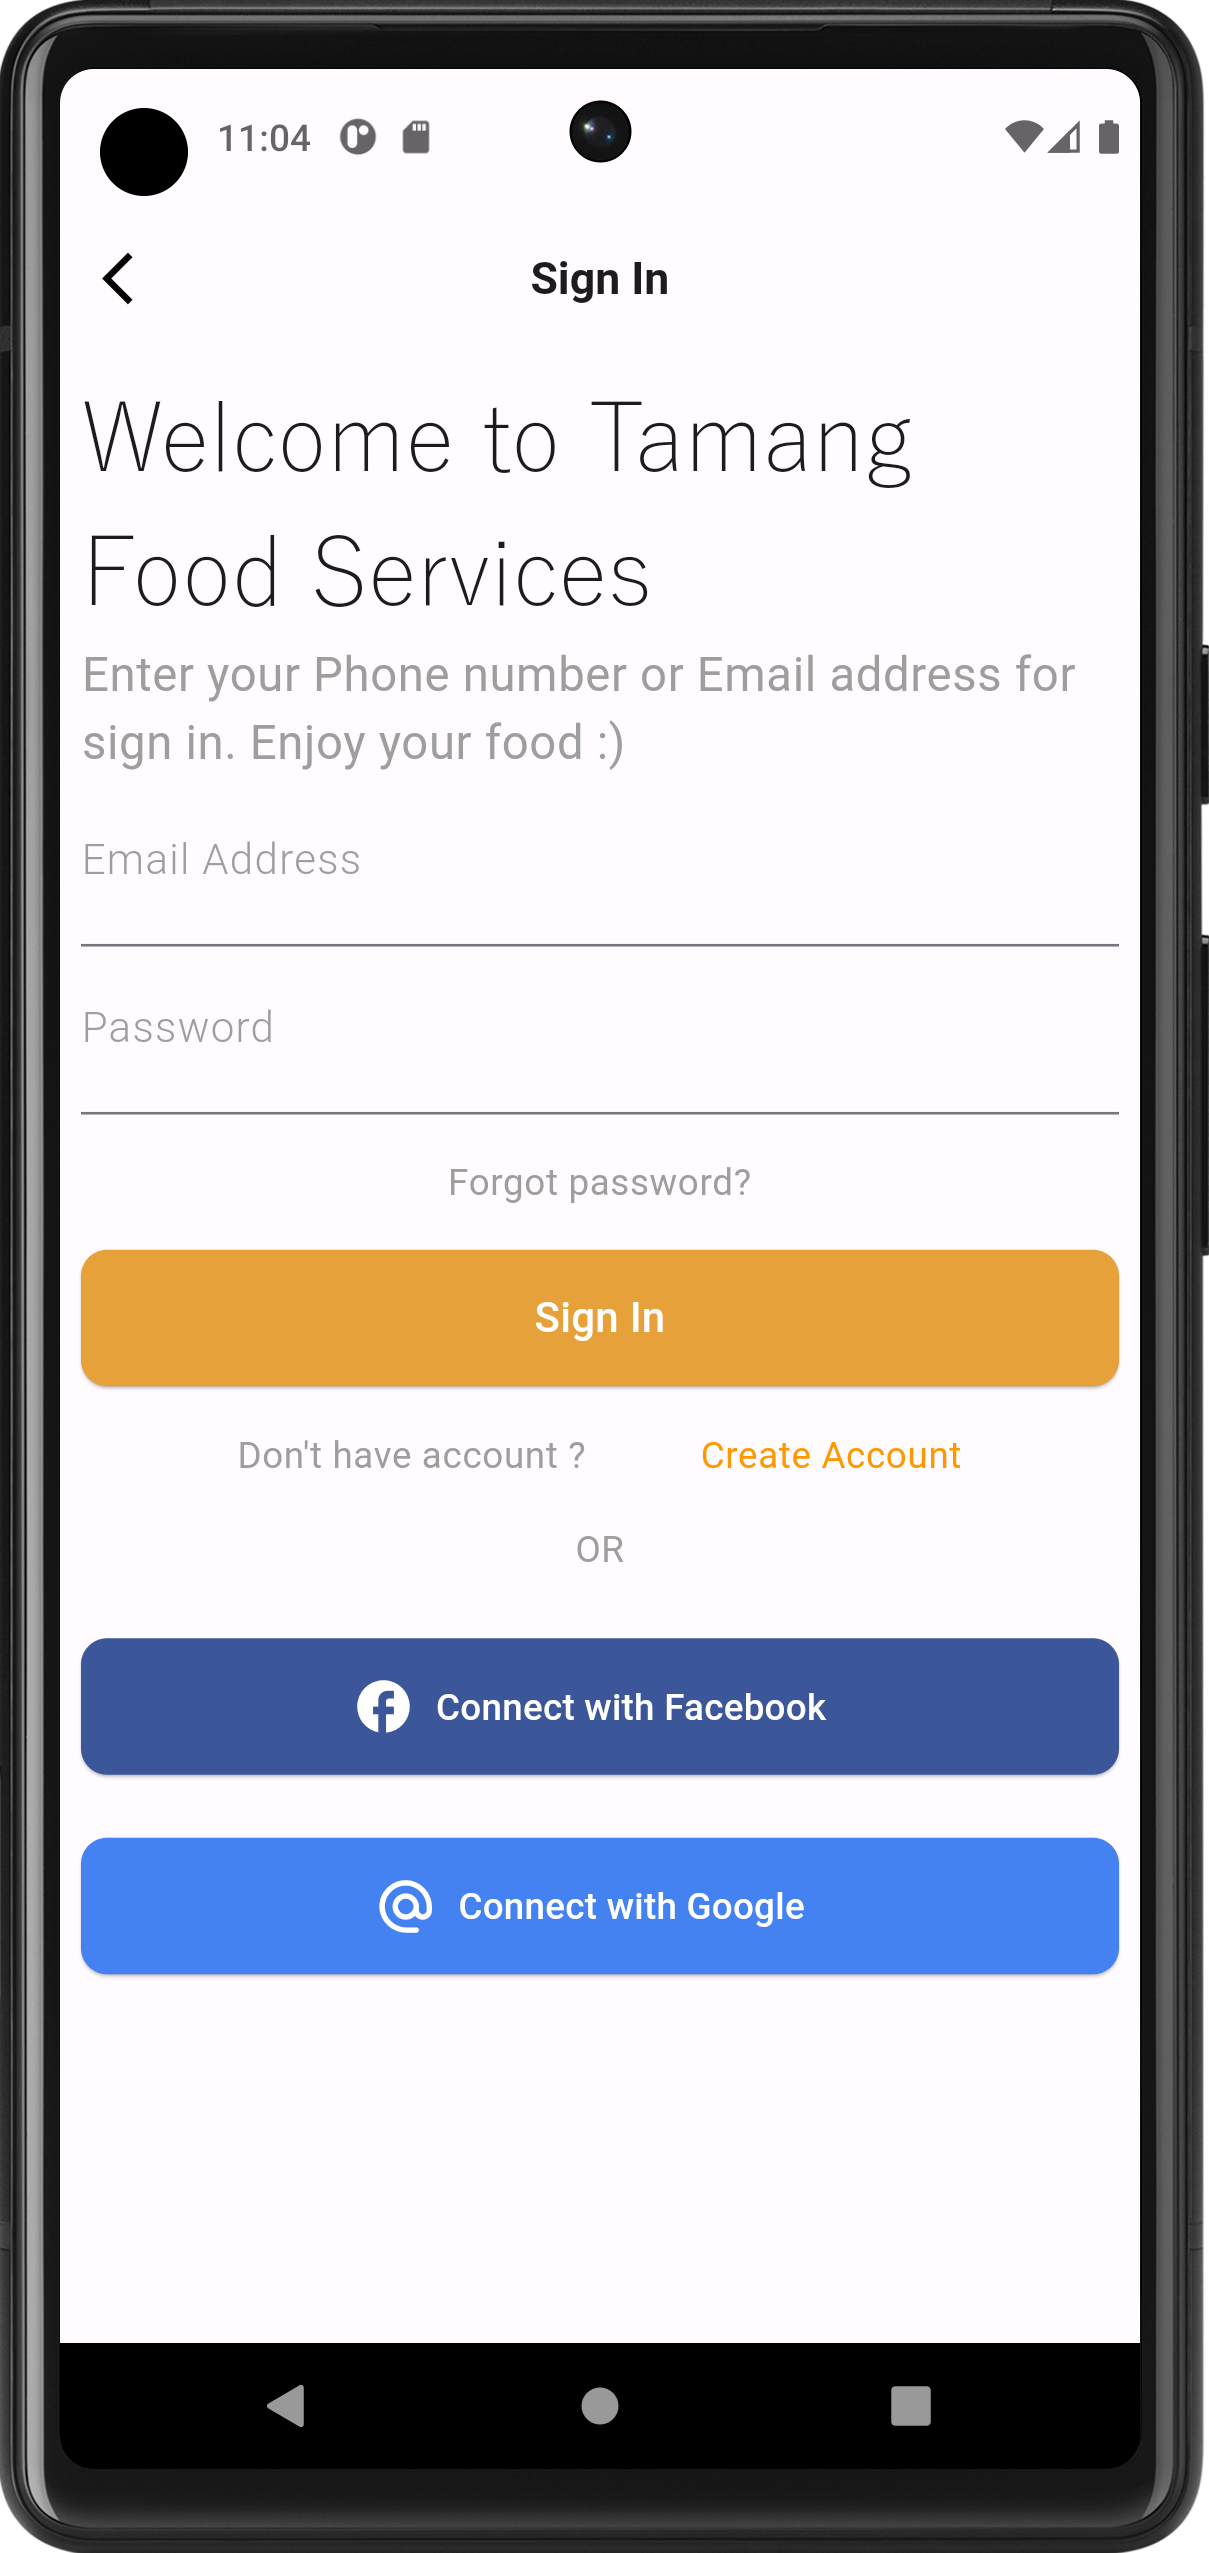 11:04
Sign In
Welcome to Tamang
Food Services
Enter your Phone number or Email address for
sign in. Enjoy your food :)
Email Address
Password
Forgot password?
Sign In
Don't have account ? Create Account
OR
Connect with Facebook
Connect with Google